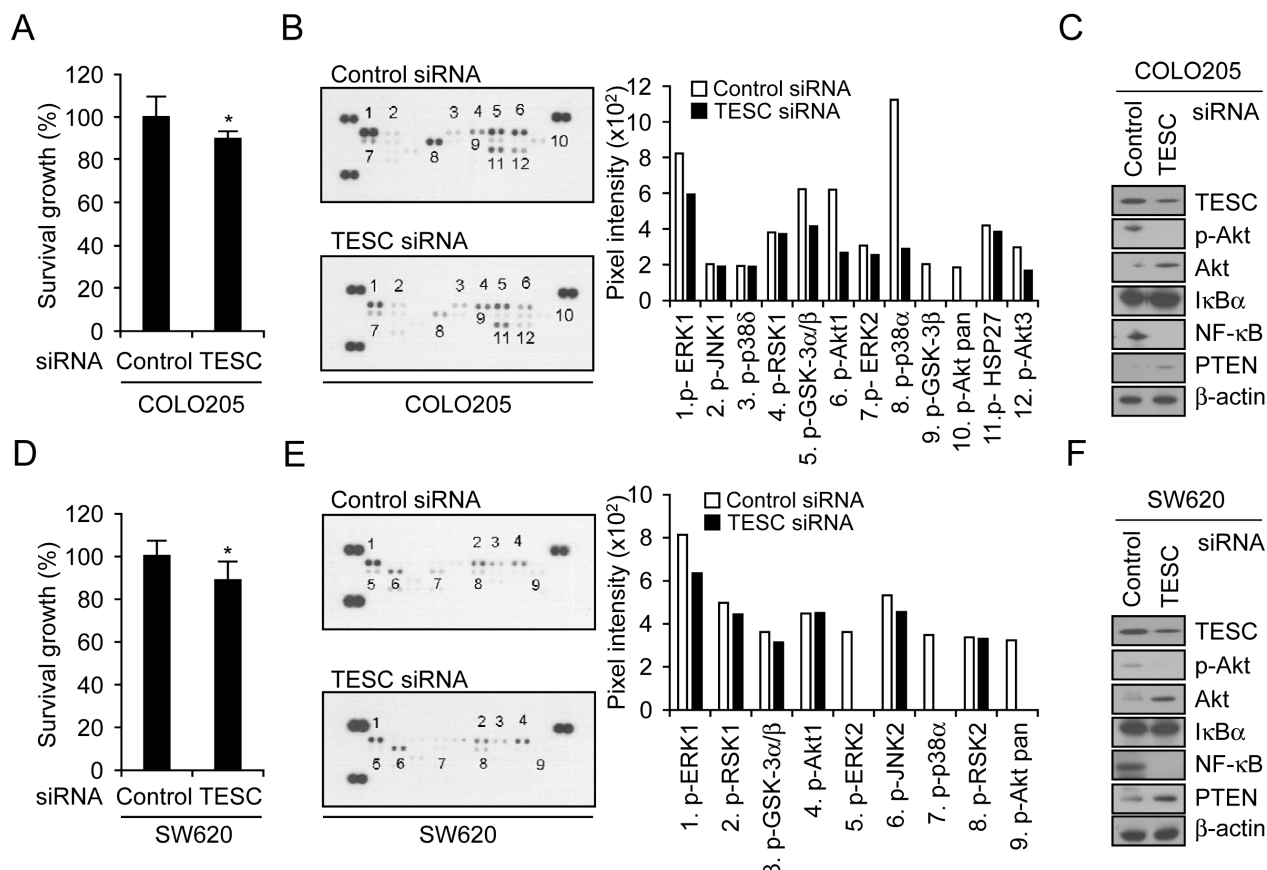 A
120
100
80
60
40
20
0
Survival growth (%)
*
siRNA Control TESC
COLO205
B
Control siRNA
1 2 3 4 5 6
7 8 9 10
11 12
TESC siRNA
1 2 3 4 5 6
7 8 9 10
11 12
COLO205
Pixel intensity (x10²)
12
10
8
6
4
2
0
Control siRNA
TESC siRNA
1.p- ERK1
2. p-JNK1
3. p-p38δ
4. p-RSK1
5. p-GSK-3α/β
6. p-Akt1
7.p- ERK2
8. p-p38α
9. p-GSK-3β
10. p-Akt pan
11.p- HSP27
12. p-Akt3
C
COLO205
Control
TESC
siRNA
TESC
p-Akt
Akt
IκBα
NF-κB
PTEN
β-actin
D
120
100
80
60
40
20
0
Survival growth (%)
*
siRNA Control TESC
SW620
E
Control siRNA
1 2 3 4
5 6 7 8 9
TESC siRNA
1 2 3 4
5 6 7 8 9
SW620
Pixel intensity (x10²)
10
8
6
4
2
0
Control siRNA
TESC siRNA
1. p-ERK1
2. p-RSK1
3. p-GSK-3α/β
4. p-Akt1
5. p-ERK2
6. p-JNK2
7. p-p38α
8. p-RSK2
9. p-Akt pan
F
SW620
Control
TESC
siRNA
TESC
p-Akt
Akt
IκBα
NF-κB
PTEN
β-actin